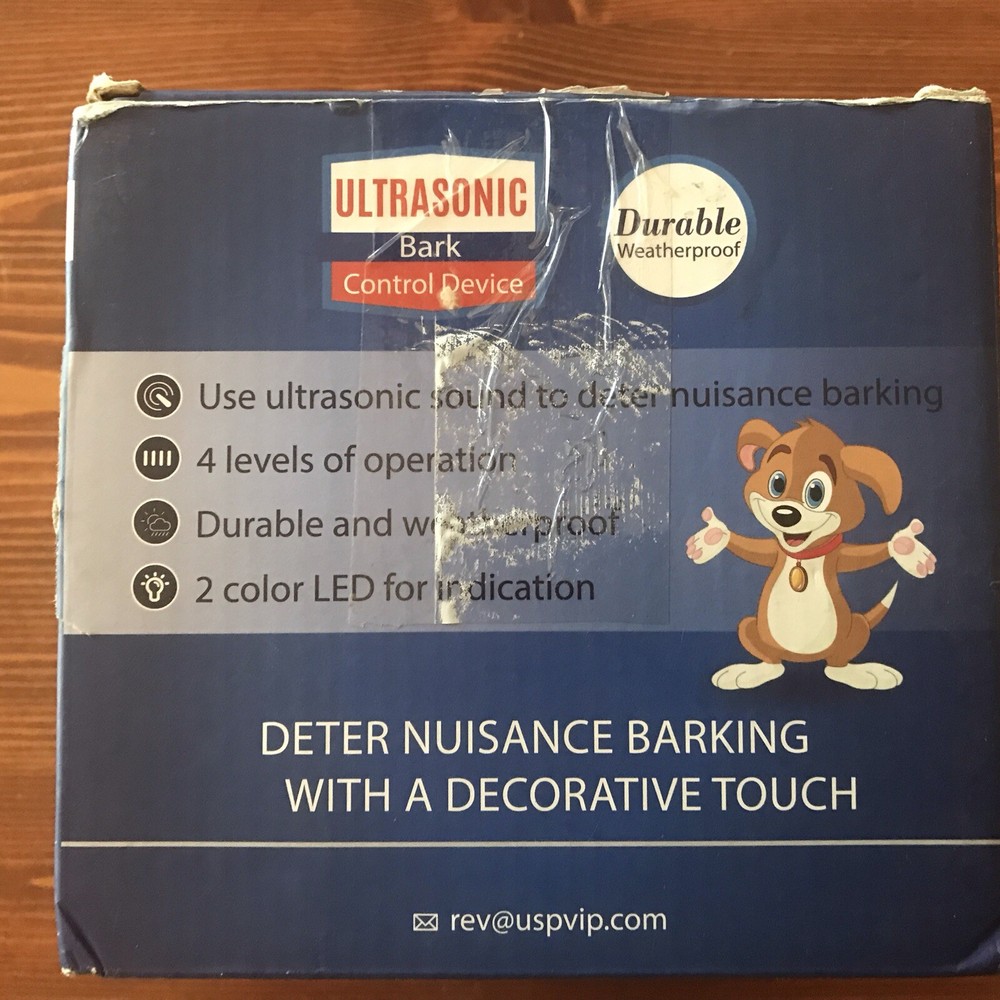 ULTRASONIC
Bark
Control Device
Durable
Weatherproof
Use ultrasonic sound to deter nuisance barking
4 levels of operation
Durable and weatherproof
2 color LED for indication
DETER NUISANCE BARKING
WITH A DECORATIVE TOUCH
rev@uspvip.com